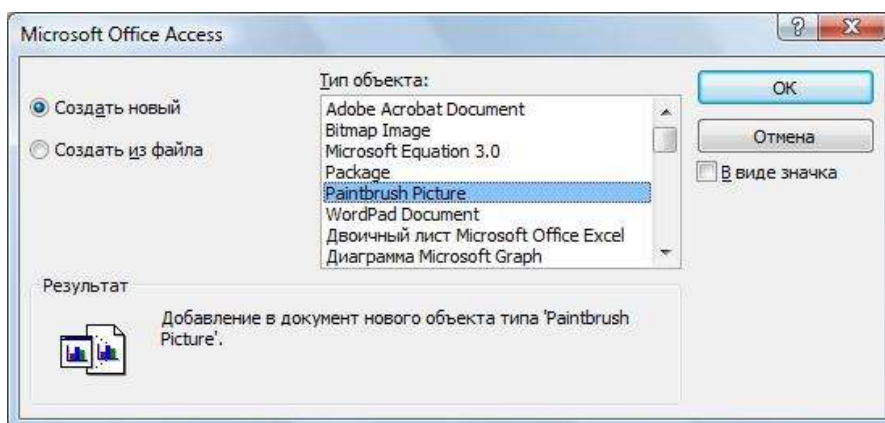 Microsoft Office Access
Тип объекта:
Создать новый
Создать из файла
Adobe Acrobat Document
Bitmap Image
Microsoft Equation 3.0
Package
Paintbrush Picture
WordPad Document
Двоичный лист Microsoft Office Excel
Диаграмма Microsoft Graph
ОК
Отмена
В виде значка
Результат
Добавление в документ нового объекта типа 'Paintbrush
Picture'.